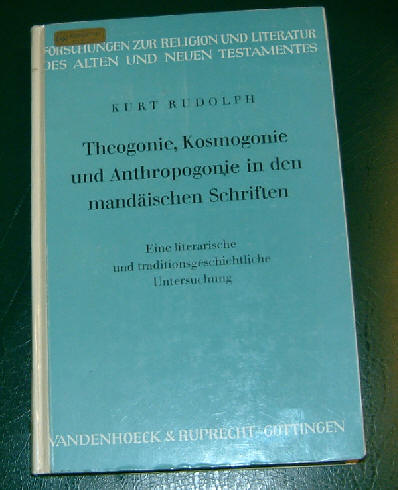 FORSCHUNGEN ZUR RELIGION UND LITERATUR
DES ALTEN UND NEUEN TESTAMENTES
KURT RUDOLPH
Theogonie, Kosmogonie
und Anthropogonie in den
mandäischen Schriften
Eine literarische
und traditionsgeschichtliche
Untersuchung
VANDENHOECK & RUPRECHT-GÖTTINGEN